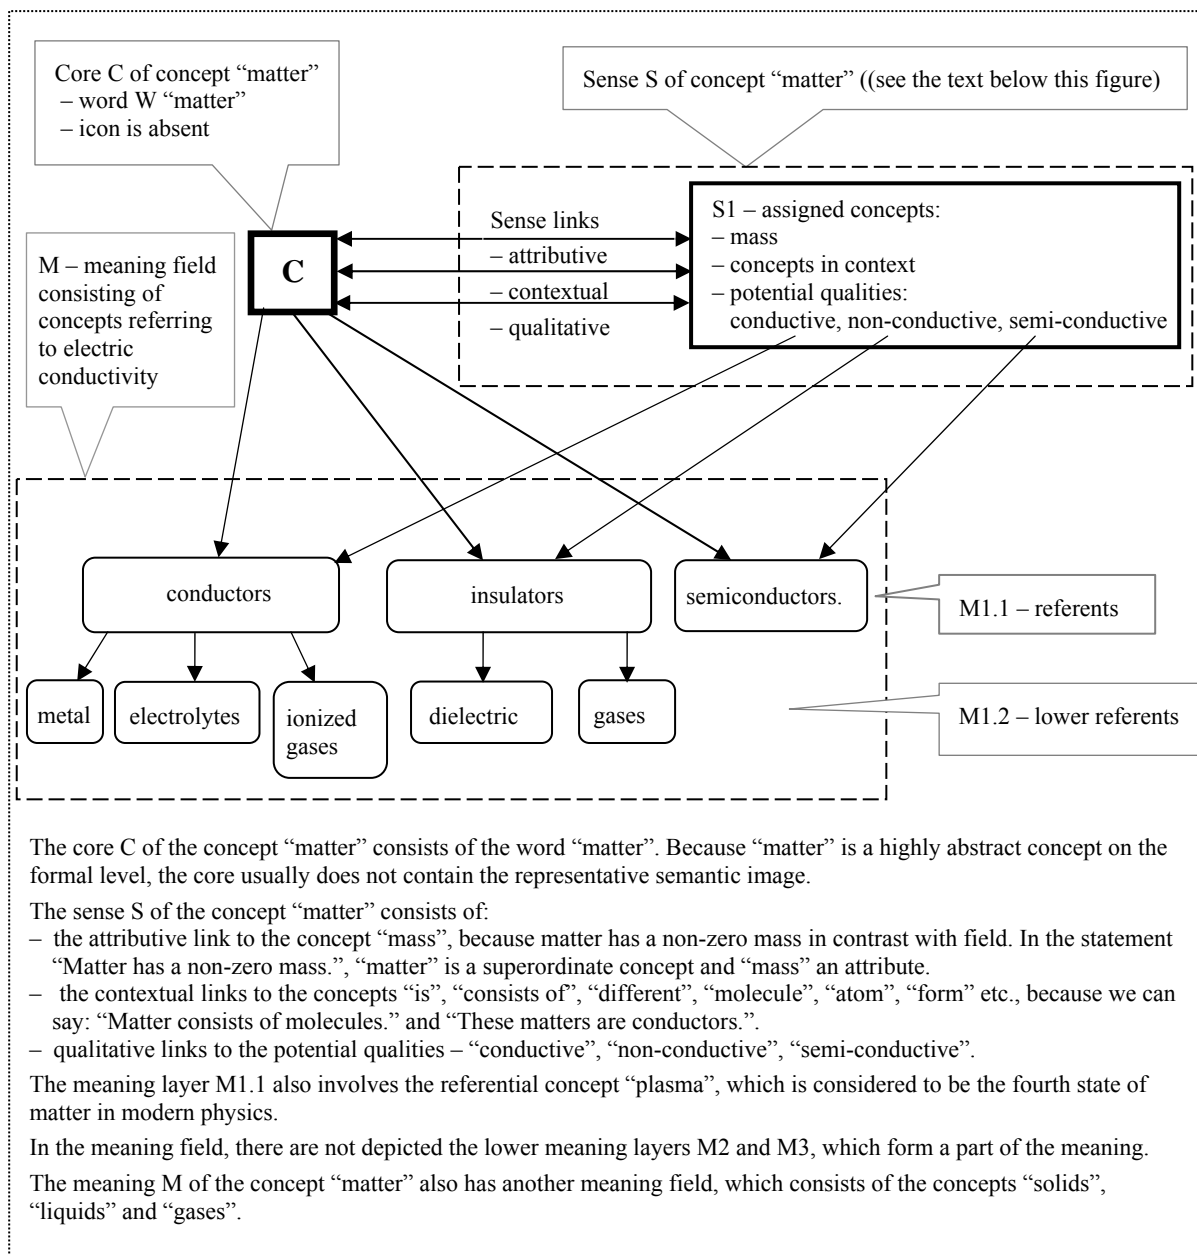 Core C of concept “matter”
– word W “matter”
– icon is absent
Sense S of concept “matter” ((see the text below this figure)
M – meaning field
consisting of
concepts referring
to electric
conductivity
C
Sense links
– attributive
– contextual
– qualitative
S1 – assigned concepts:
– mass
– concepts in context
– potential qualities:
conductive, non-conductive, semi-conductive
conductors
insulators
semiconductors.
M1.1 – referents
metal
electrolytes
ionized
gases
dielectric
gases
M1.2 – lower referents
The core C of the concept “matter” consists of the word “matter”. Because “matter” is a highly abstract concept on the
formal level, the core usually does not contain the representative semantic image.
The sense S of the concept “matter” consists of:
– the attributive link to the concept “mass”, because matter has a non-zero mass in contrast with field. In the statement
“Matter has a non-zero mass.”, “matter” is a superordinate concept and “mass” an attribute.
– the contextual links to the concepts “is”, “consists of”, “different”, “molecule”, “atom”, “form” etc., because we can
say: “Matter consists of molecules.” and “These matters are conductors.”.
– qualitative links to the potential qualities – “conductive”, “non-conductive”, “semi-conductive”.
The meaning layer M1.1 also involves the referential concept “plasma”, which is considered to be the fourth state of
matter in modern physics.
In the meaning field, there are not depicted the lower meaning layers M2 and M3, which form a part of the meaning.
The meaning M of the concept “matter” also has another meaning field, which consists of the concepts “solids”,
“liquids” and “gases”.